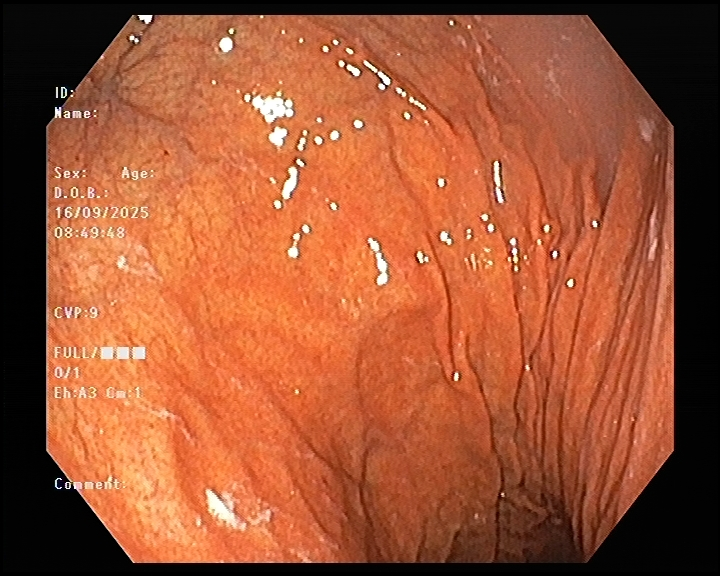 ID:
Name:
Sex: Age:
D.O.B.:
16/09/2025
08:49:48
CVP:9
FULL/■■■
0/1
Eh:A3 Cm:1
Comment: